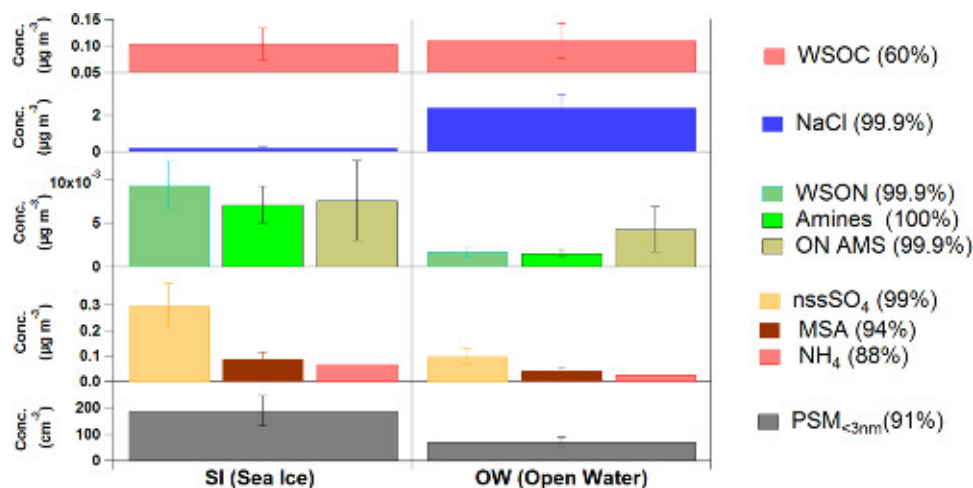 0.15
0.10
0.05
Conc.
(µg m⁻³)
WSOC (60%)
2
0
Conc.
(µg m⁻³)
NaCl (99.9%)
10x10⁻³
5
0
Conc.
(µg m⁻³)
WSON (99.9%)
Amines (100%)
ON AMS (99.9%)
0.3
0.2
0.1
0.0
Conc.
(µg m⁻³)
nssSO₄ (99%)
MSA (94%)
NH₄ (88%)
200
100
0
Conc.
(cm⁻³)
PSM<3nm(91%)
SI (Sea Ice)
OW (Open Water)